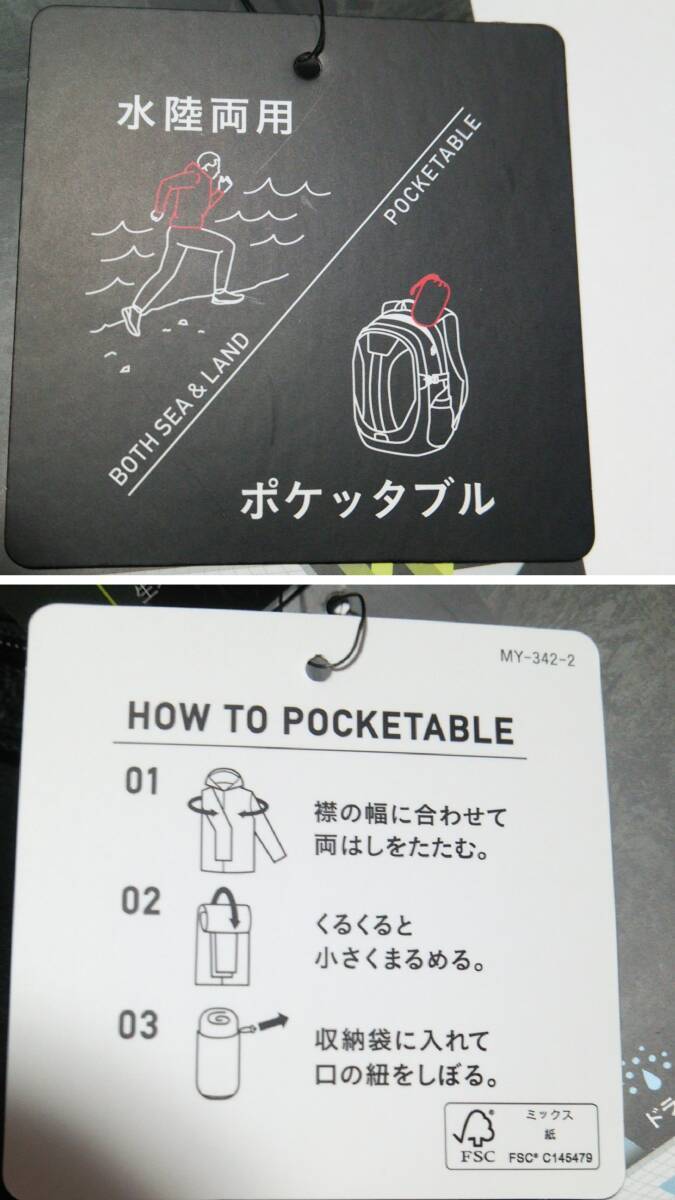 水陸両用
POCKETABLE
BOTH SEA & LAND
ポケッタブル
MY-342-2
HOW TO POCKETABLE
01
襟の幅に合わせて
両はしをたたむ。
02
くるくると
小さくまるめる。
03
収納袋に入れて
口の紐をしぼる。
ミックス
紙
FSC
FSC® C145479
ドラ